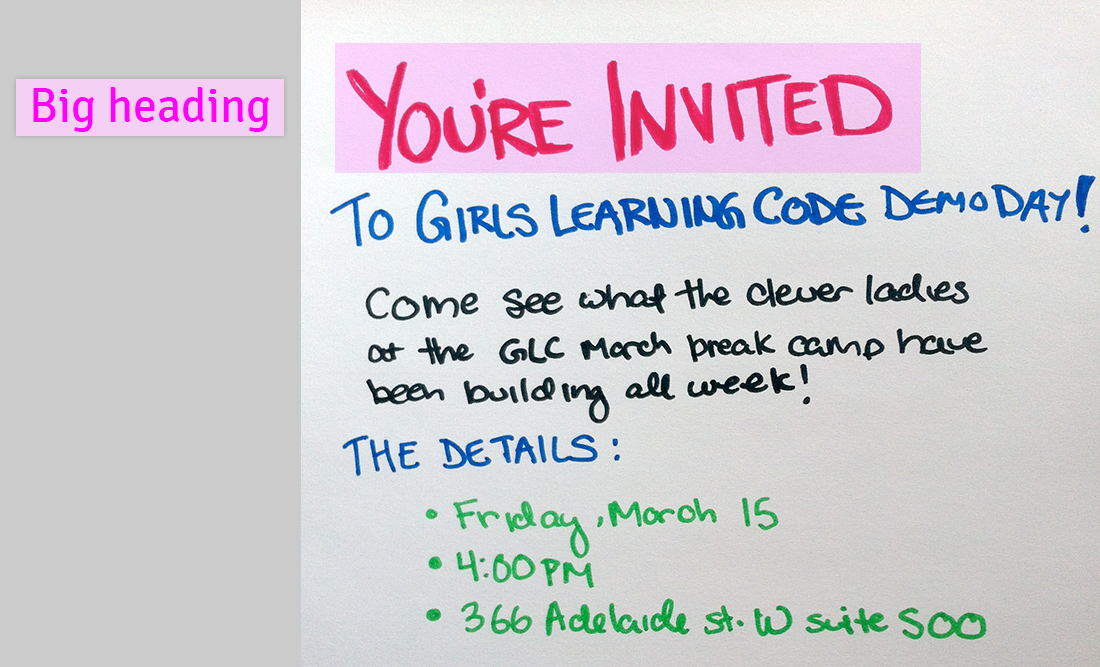 Big heading
YOU'RE INVITED
TO GIRLS LEARNING CODE DEMO DAY!
Come see what the clever ladies
at the GLC March break camp have
been building all week!
THE DETAILS:
• Friday, March 15
• 4:00 PM
• 366 Adelaide st. W suite 500